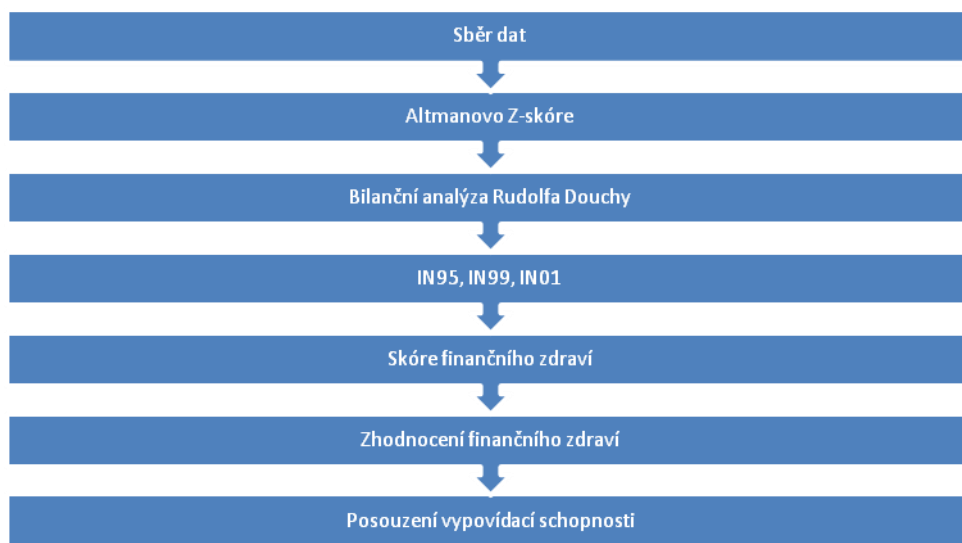 Sběr dat
Altmanovo Z-skóre
Bilanční analýza Rudolfa Douchy
IN95, IN99, IN01
Skóre finančního zdraví
Zhodnocení finančního zdraví
Posouzení vypovídací schopnosti